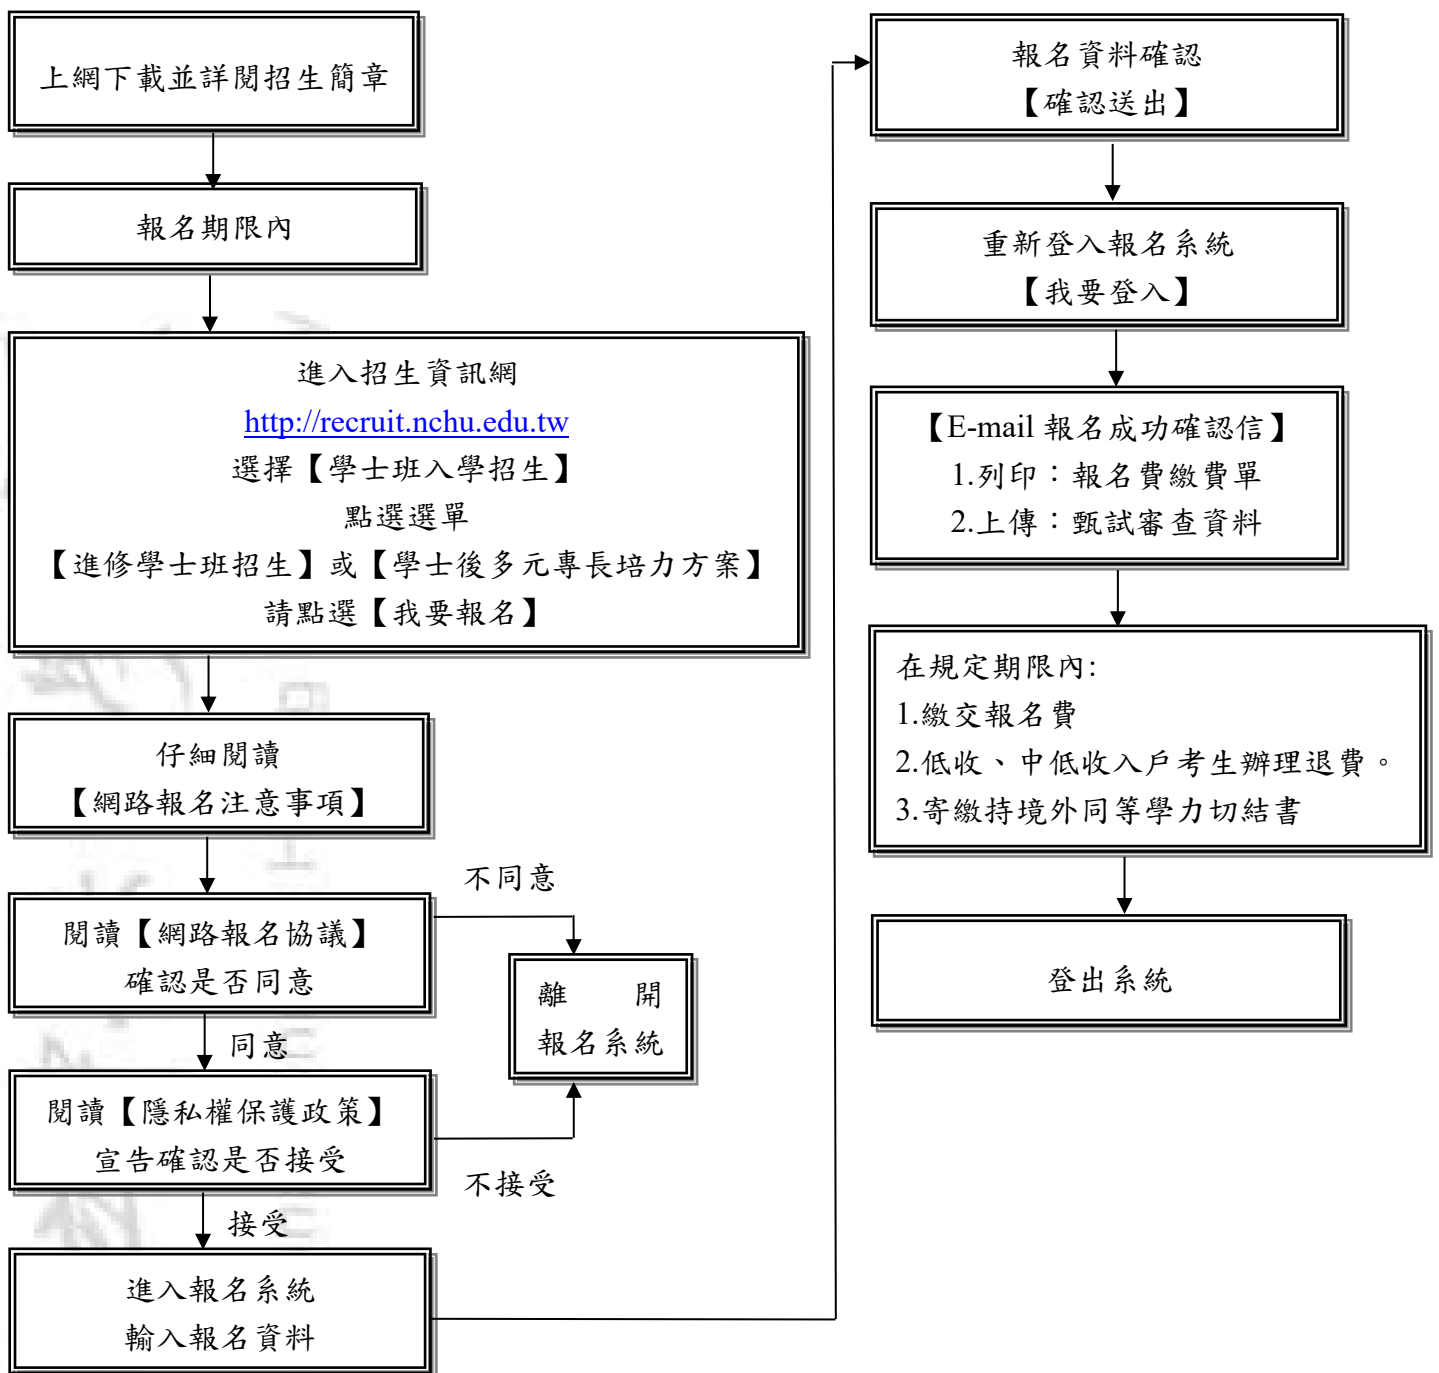 上網下載並詳閱招生簡章
報名期限內
進入招生資訊網
http://recruit.nchu.edu.tw
選擇【學士班入學招生】
點選選單
【進修學士班招生】或【學士後多元專長培力方案】
請點選【我要報名】
仔細閱讀
【網路報名注意事項】
不同意
閱讀【網路報名協議】
確認是否同意
離 開
報名系統
同意
閱讀【隱私權保護政策】
宣告確認是否接受
不接受
接受
進入報名系統
輸入報名資料
報名資料確認
【確認送出】
重新登入報名系統
【我要登入】
【E-mail 報名成功確認信】
1.列印：報名費繳費單
2.上傳：甄試審查資料
在規定期限內:
1.繳交報名費
2.低收、中低收入戶考生辦理退費。
3.寄繳持境外同等學力切結書
登出系統